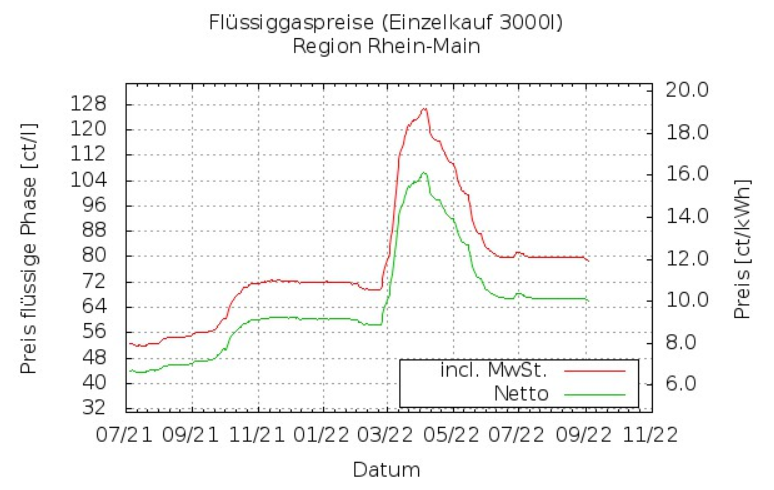 Flüssiggaspreise (Einzelkauf 3000l)
Region Rhein-Main
Preis flüssige Phase [ct/l]
128
120
112
104
96
88
80
72
64
56
48
40
32
20.0
18.0
16.0
14.0
12.0
10.0
8.0
6.0
Preis [ct/kWh]
incl. MwSt.
Netto
07/21 09/21 11/21 01/22 03/22 05/22 07/22 09/22 11/22
Datum